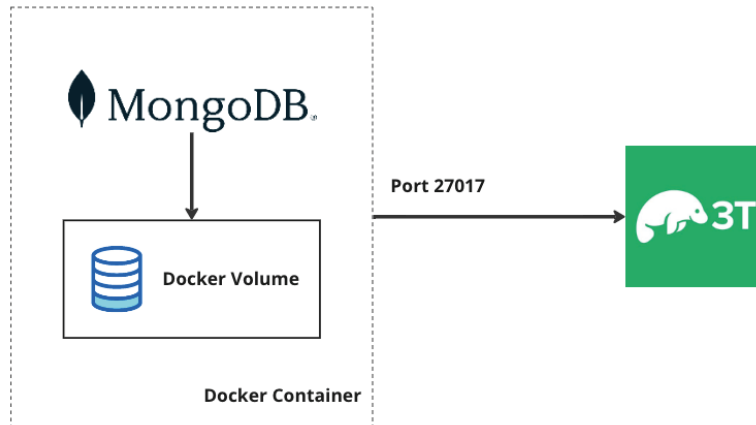 MongoDB®
Port 27017
3T
Docker Volume
Docker Container